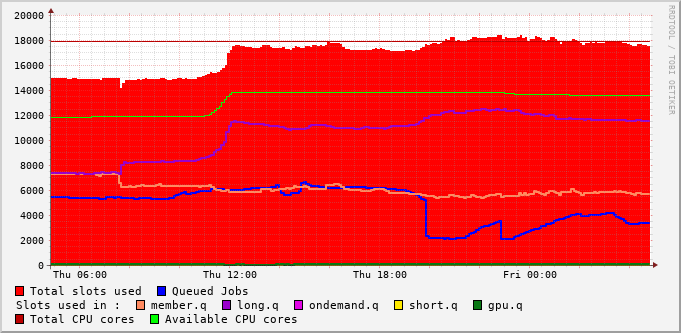 20000
18000
16000
14000
12000
10000
8000
6000
4000
2000
0
Thu 06:00 Thu 12:00 Thu 18:00 Fri 00:00
Total slots used Queued Jobs
Slots used in : member.q long.q ondemand.q short.q gpu.q
Total CPU cores Available CPU cores
RRDTOOL / TOBI OETIKER